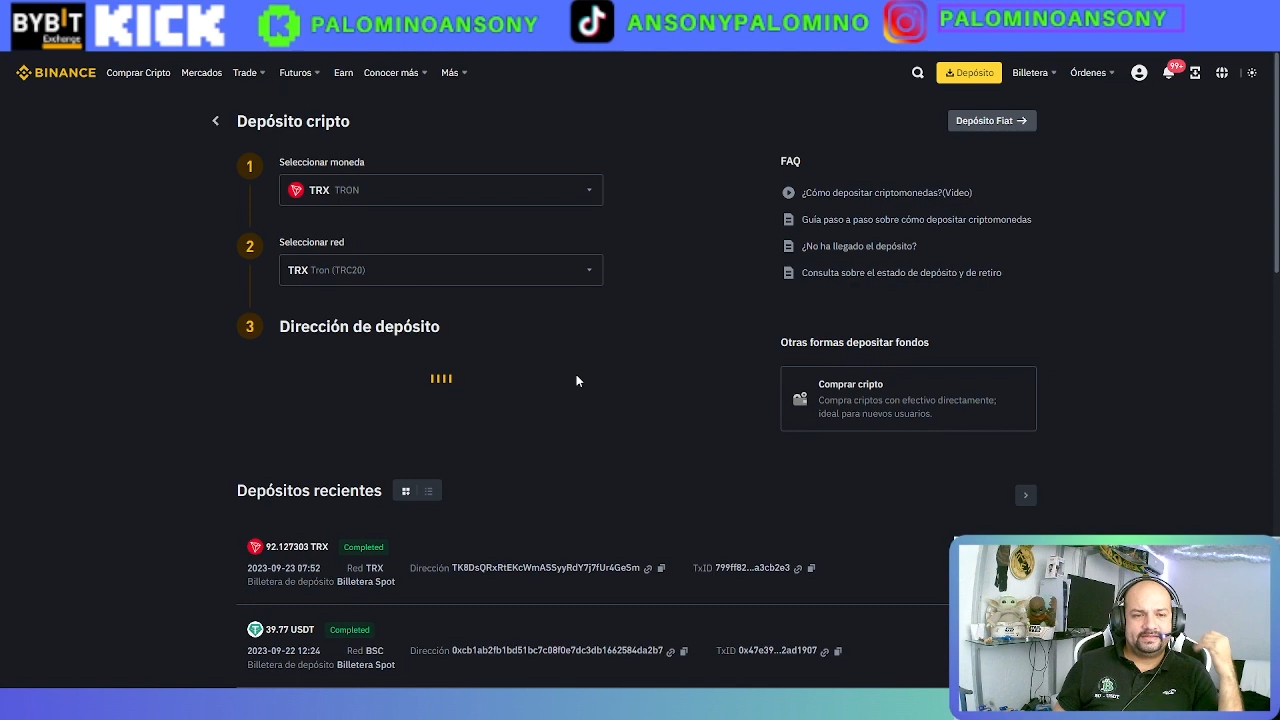 BYBIT
Exchange
KICK
PALOMINOANSONY
ANSONYPALOMINO
PALOMINOANSONY
BINANCE
Comprar Cripto
Mercados
Trade
Futuros
Earn
Conocer más
Más
Depósito
Billetera
Órdenes
99+
Depósito cripto
Depósito Fiat →
1
Seleccionar moneda
TRX TRON
2
Seleccionar red
TRX Tron (TRC20)
3
Dirección de depósito
FAQ
¿Cómo depositar criptomonedas?(Video)
Guía paso a paso sobre cómo depositar criptomonedas
¿No ha llegado el depósito?
Consulta sobre el estado de depósito y de retiro
Otras formas depositar fondos
Comprar cripto
Compra criptos con efectivo directamente;
ideal para nuevos usuarios.
Depósitos recientes
92.127303 TRX Completed
2023-09-23 07:52 Red TRX Dirección TK8DsQRxRtEKcWmASSyyRdY7j7fUr4GeSm TxID 799ff82...a3cb2e3
Billetera de depósito Billetera Spot
39.77 USDT Completed
2023-09-22 12:24 Red BSC Dirección 0xcb1ab2fb1bd51bc7c08f0e7dc3db1662584da2b7 TxID 0x47e39...2ad1907
Billetera de depósito Billetera Spot